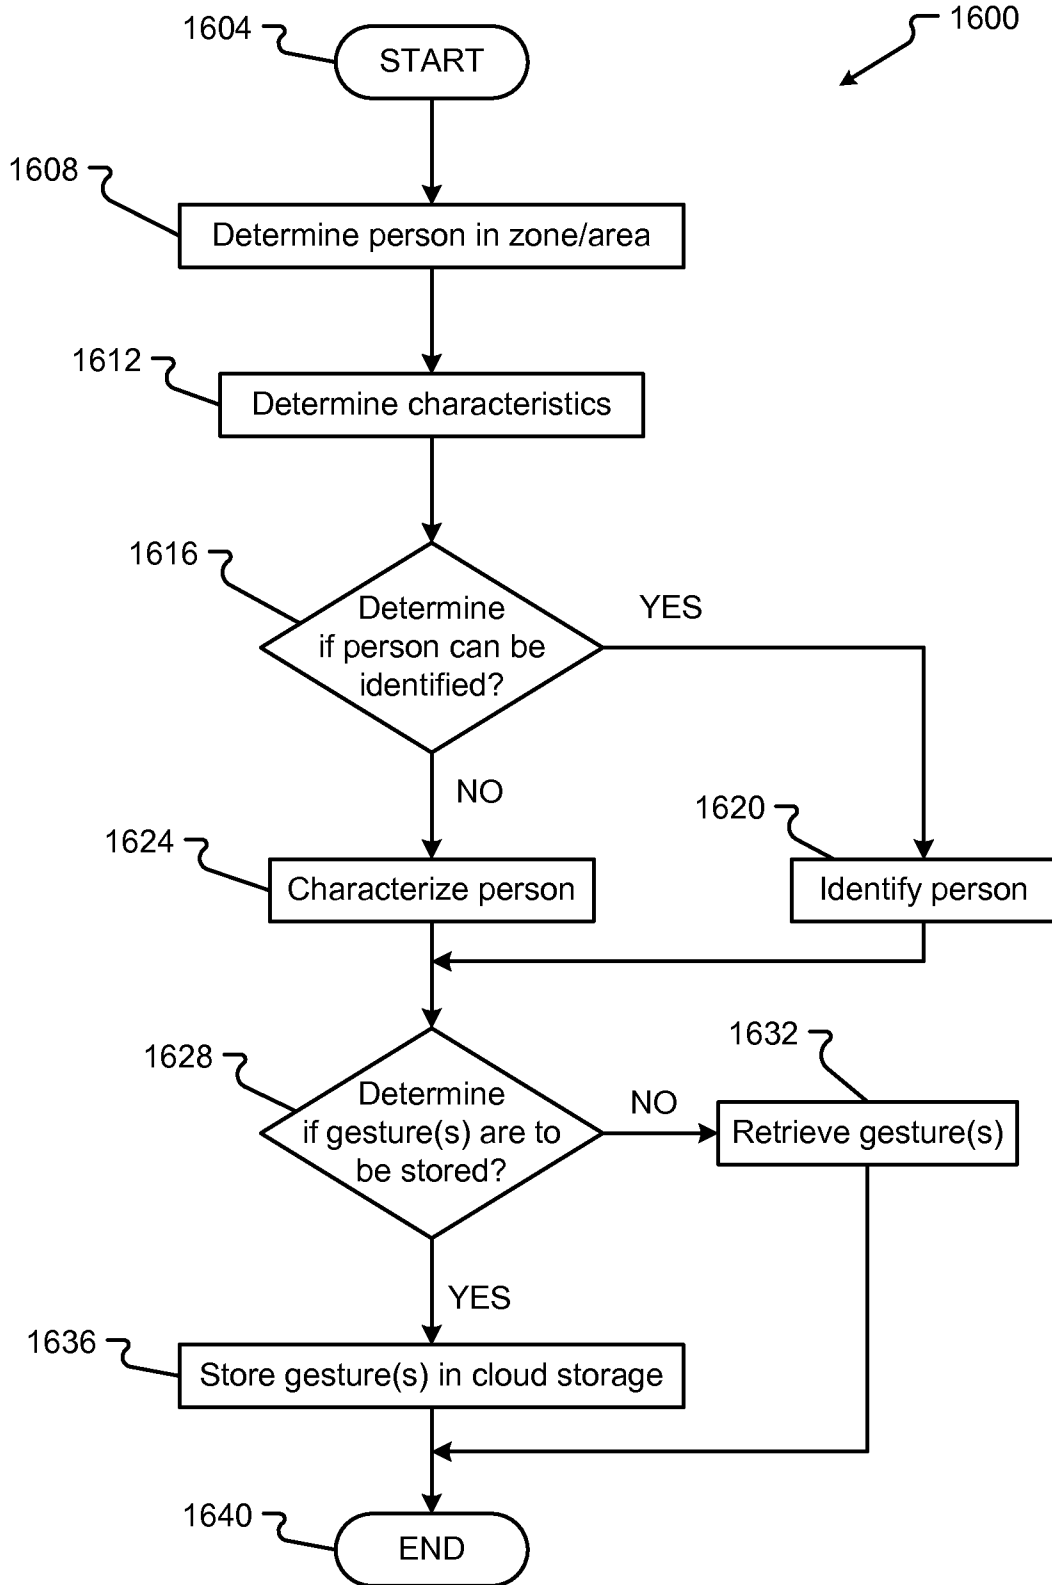 1604
START
1600
1608
Determine person in zone/area
1612
Determine characteristics
1616
Determine
if person can be
identified?
YES
NO
1624
Characterize person
1620
Identify person
1628
Determine
if gesture(s) are to
be stored?
NO
1632
Retrieve gesture(s)
YES
1636
Store gesture(s) in cloud storage
1640
END